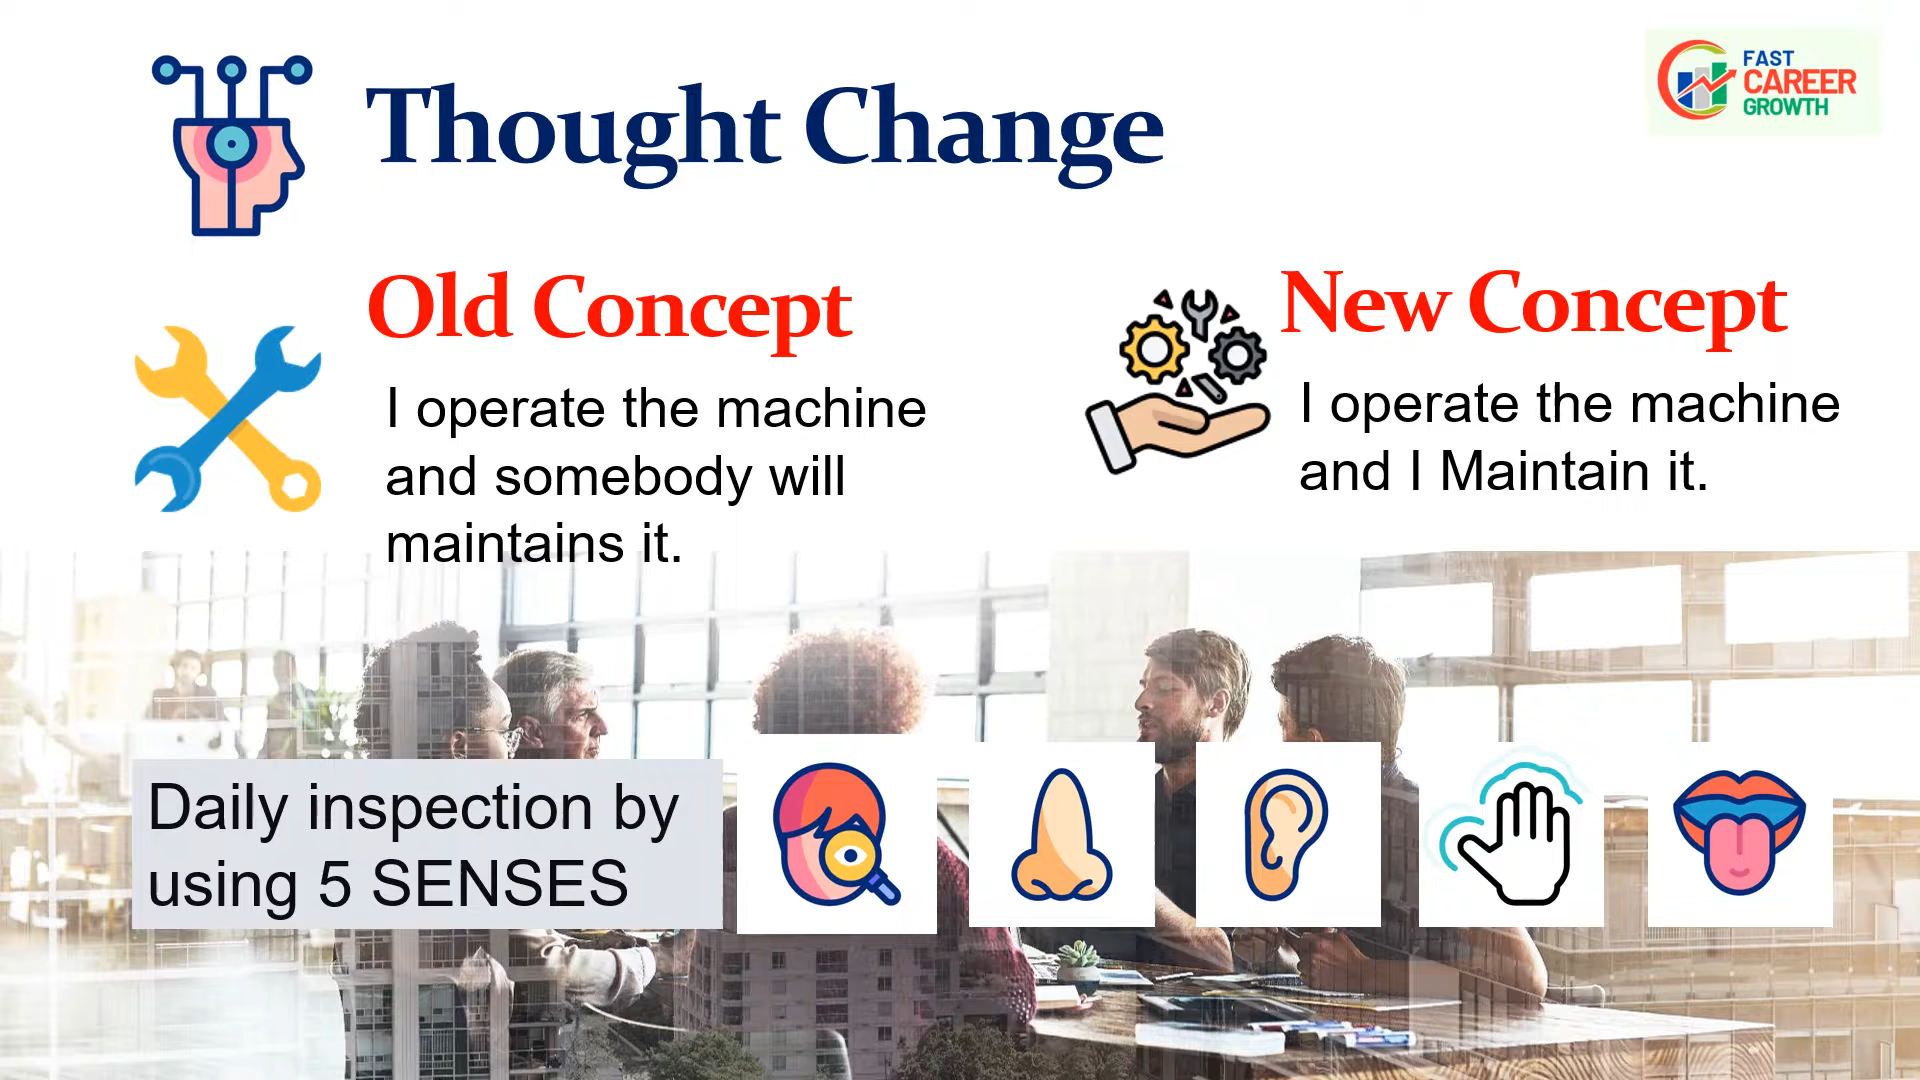 Thought Change
FAST
CAREER
GROWTH
Old Concept
I operate the machine
and somebody will
maintains it.
New Concept
I operate the machine
and I Maintain it.
Daily inspection by
using 5 SENSES